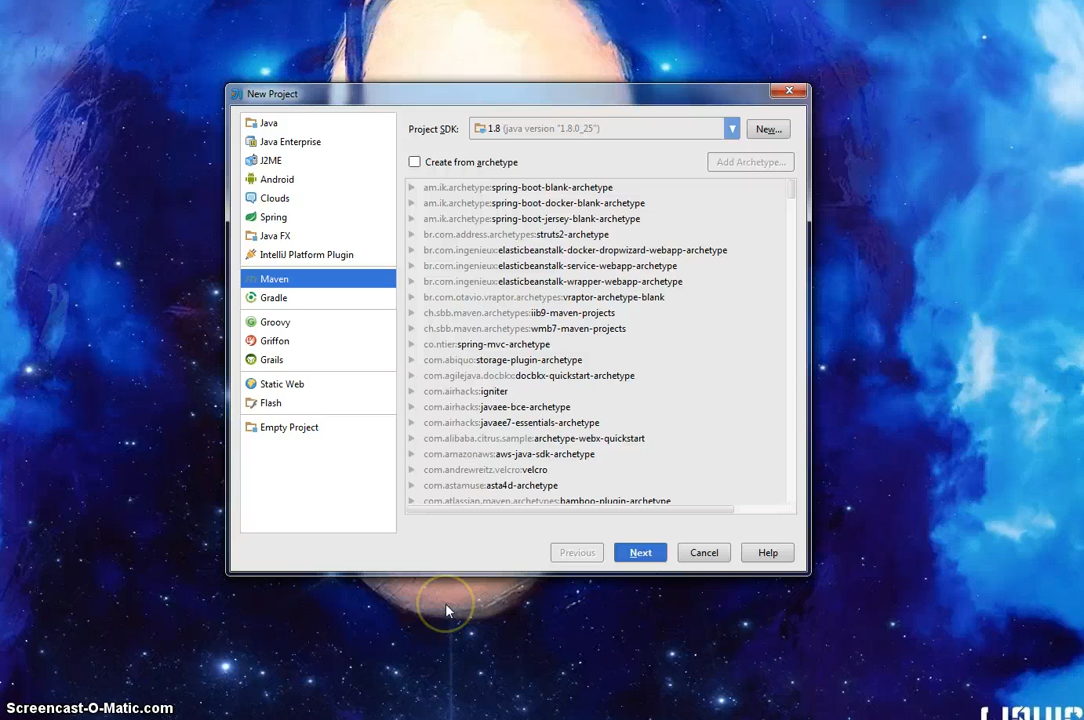 New Project
Java
Java Enterprise
J2ME
Android
Clouds
Spring
Java FX
IntelliJ Platform Plugin
Maven
Gradle
Groovy
Griffon
Grails
Static Web
Flash
Empty Project
Project SDK: 1.8 (java version "1.8.0_25") New...
Create from archetype Add Archetype...
am.ik.archetype:spring-boot-blank-archetype
am.ik.archetype:spring-boot-docker-blank-archetype
am.ik.archetype:spring-boot-jersey-blank-archetype
br.com.address.archetypes:struts2-archetype
br.com.ingenieux:elasticbeanstalk-docker-dropwizard-webapp-archetype
br.com.ingenieux:elasticbeanstalk-service-webapp-archetype
br.com.ingenieux:elasticbeanstalk-wrapper-webapp-archetype
br.com.otavio.vraptor.archetypes:vraptor-archetype-blank
ch.sbb.maven.archetypes:iib9-maven-projects
ch.sbb.maven.archetypes:wmb7-maven-projects
co.ntier:spring-mvc-archetype
com.abiquo:storage-plugin-archetype
com.agilejava.docbkx:docbkx-quickstart-archetype
com.airhacks:igniter
com.airhacks:javaee-bce-archetype
com.airhacks:javaee7-essentials-archetype
com.alibaba.citrus.sample:archetype-webx-quickstart
com.amazonaws:aws-java-sdk-archetype
com.andrewreitz.velcro:velcro
com.astamuse:asta4d-archetype
com.atlassian.maven.archetypes:bamboo-plugin-archetype
Previous Next Cancel Help
Screencast-O-Matic.com